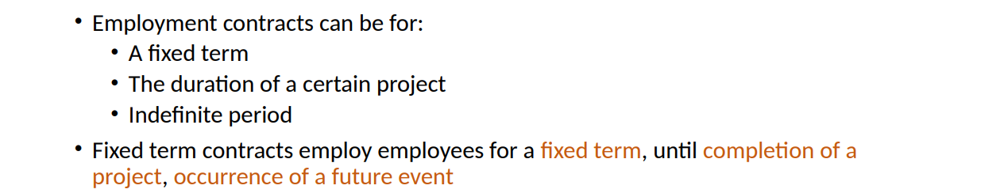 • Employment contracts can be for:
• A fixed term
• The duration of a certain project
• Indefinite period
• Fixed term contracts employ employees for a fixed term, until completion of a
project, occurrence of a future event